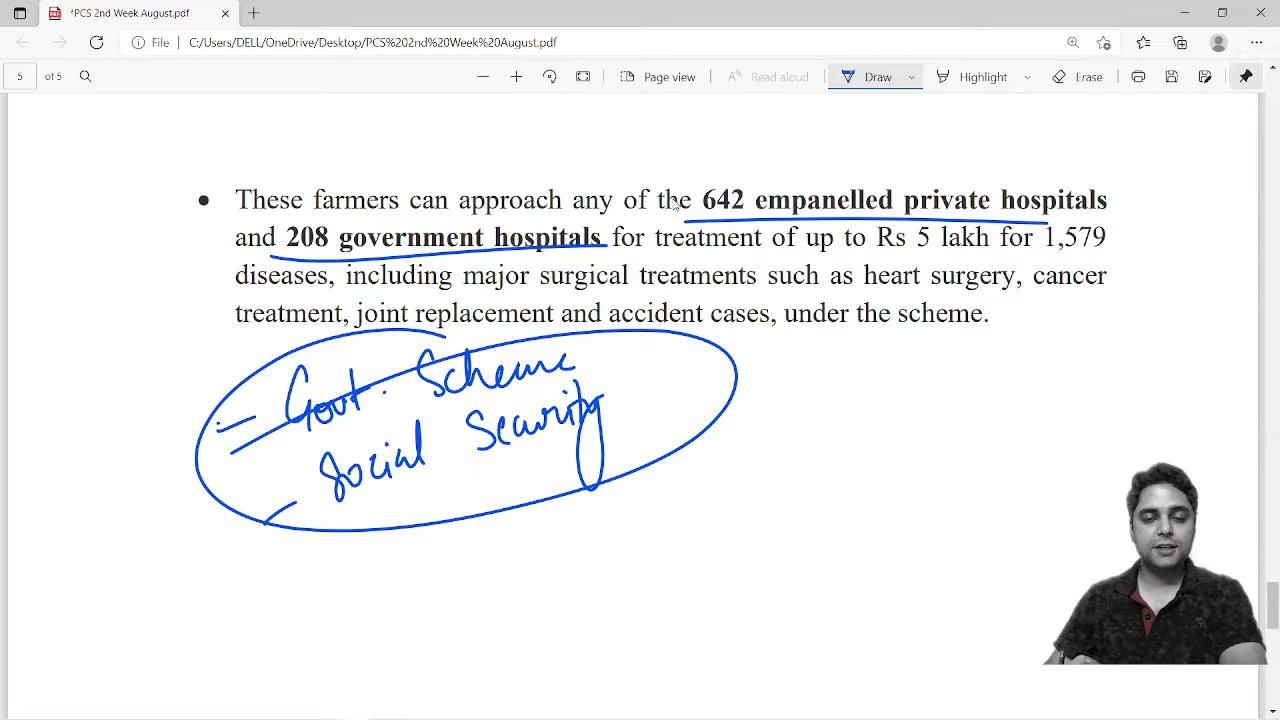 *PCS 2nd Week August.pdf
File C:/Users/DELL/OneDrive/Desktop/PCS%202nd%20Week%20August.pdf
5 of 5 Page view Read aloud Draw Highlight Erase
• These farmers can approach any of the 642 empanelled private hospitals
and 208 government hospitals for treatment of up to Rs 5 lakh for 1,579
diseases, including major surgical treatments such as heart surgery, cancer
treatment, joint replacement and accident cases, under the scheme.
= Govt. Scheme
- Social Security